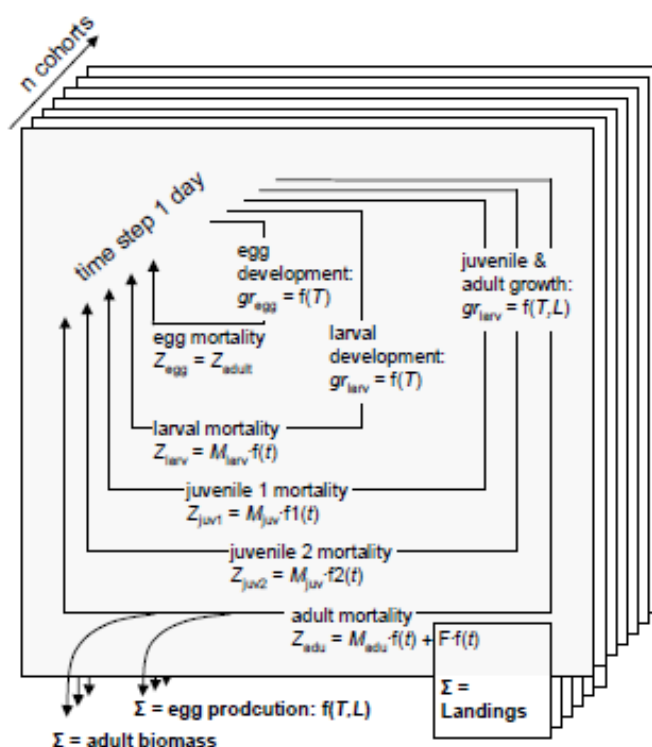 n cohorts
time step 1 day
egg
development:
gr_egg = f(T)
egg mortality
Z_egg = Z_adult
larval
development:
gr_larv = f(T)
juvenile &
adult growth:
gr_larv = f(T,L)
larval mortality
Z_larv = M_larv·f(t)
juvenile 1 mortality
Z_juv1 = M_juv·f1(t)
juvenile 2 mortality
Z_juv2 = M_juv·f2(t)
adult mortality
Z_adu = M_adu·f(t) + F·f(t)
Σ =
Landings
Σ = egg prodcution: f(T,L)
Σ = adult biomass